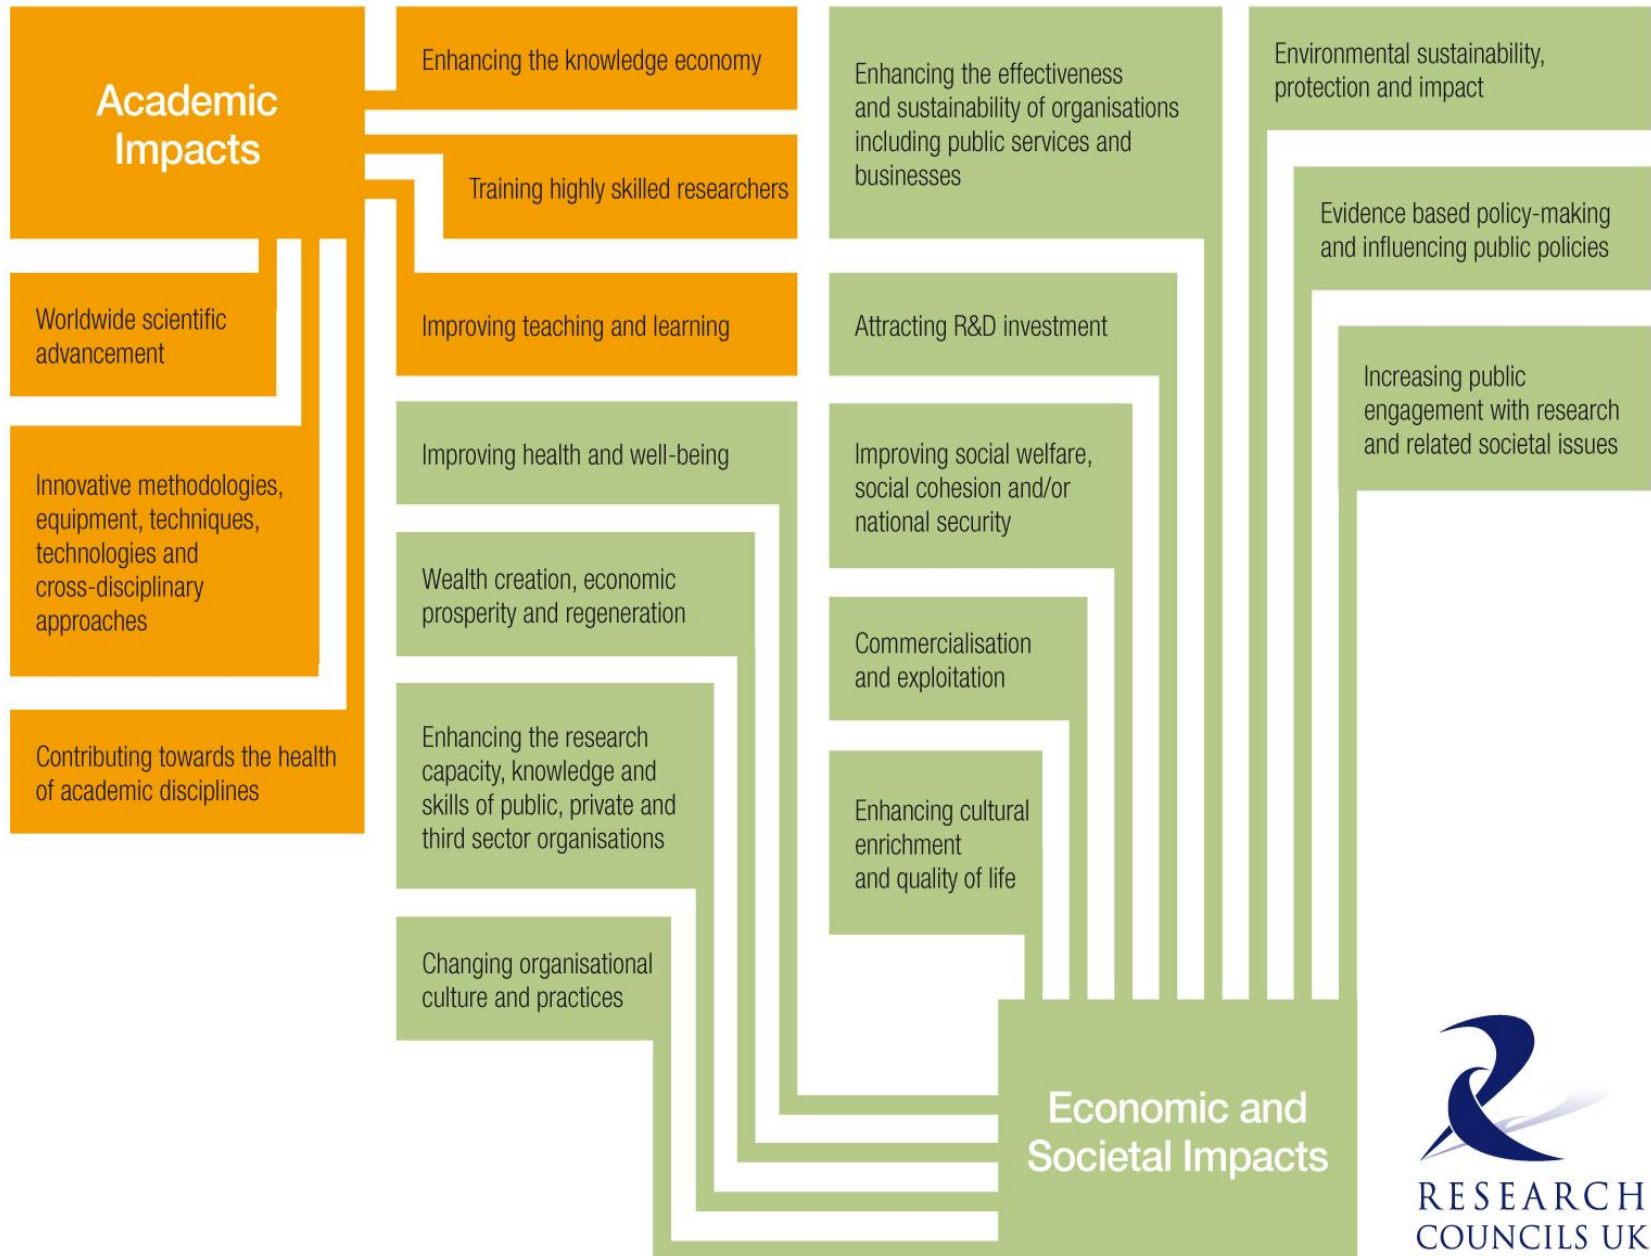 Academic
Impacts
Enhancing the knowledge economy
Training highly skilled researchers
Improving teaching and learning
Worldwide scientific
advancement
Innovative methodologies,
equipment, techniques,
technologies and
cross-disciplinary
approaches
Contributing towards the health
of academic disciplines
Improving health and well-being
Wealth creation, economic
prosperity and regeneration
Enhancing the research
capacity, knowledge and
skills of public, private and
third sector organisations
Changing organisational
culture and practices
Enhancing the effectiveness
and sustainability of organisations
including public services and
businesses
Attracting R&D investment
Improving social welfare,
social cohesion and/or
national security
Commercialisation
and exploitation
Enhancing cultural
enrichment
and quality of life
Environmental sustainability,
protection and impact
Evidence based policy-making
and influencing public policies
Increasing public
engagement with research
and related societal issues
Economic and
Societal Impacts
RESEARCH
COUNCILS UK